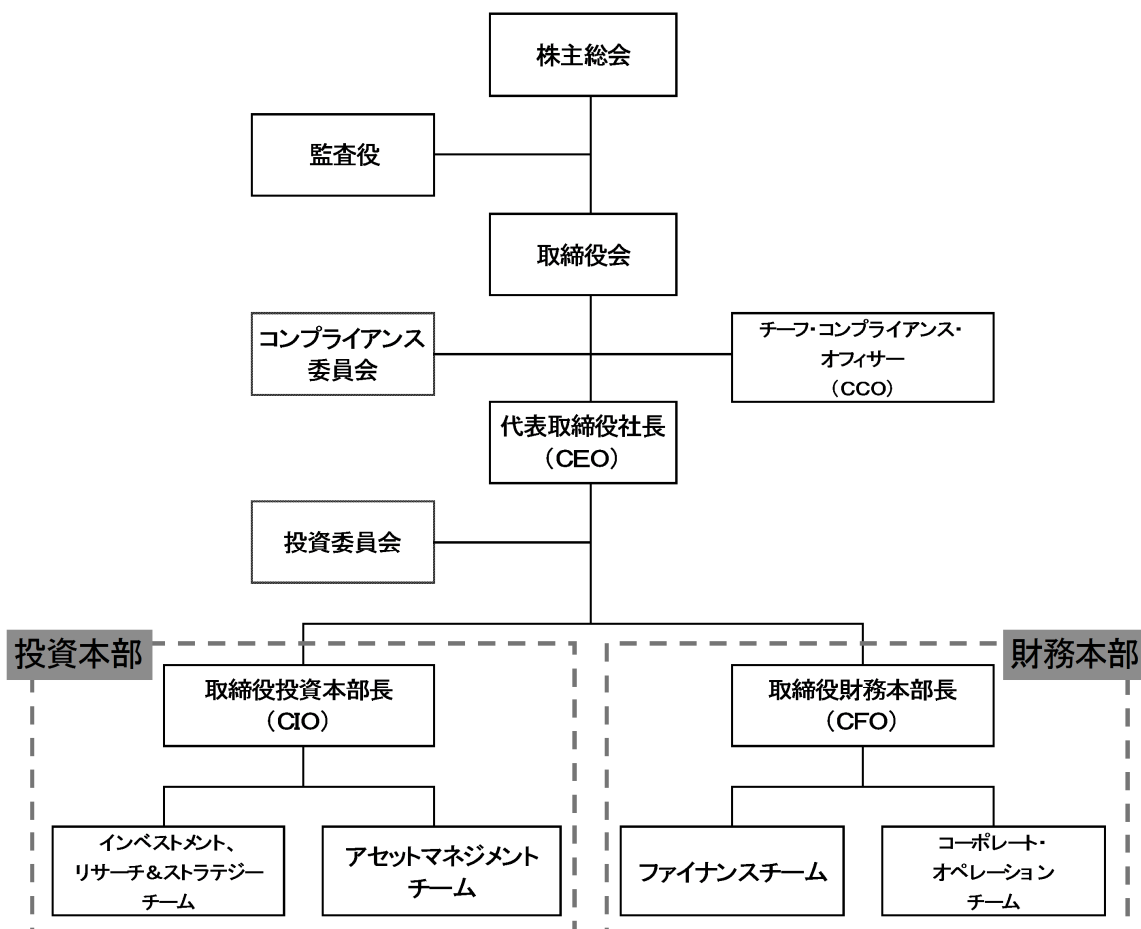 株主総会
監査役
取締役会
コンプライアンス
委員会
チーフ・コンプライアンス・
オフィサー
（CCO）
代表取締役社長
（CEO）
投資委員会
投資本部
財務本部
取締役投資本部長
（CIO）
取締役財務本部長
（CFO）
インベストメント、
リサーチ&ストラテジー
チーム
アセットマネジメント
チーム
ファイナンスチーム
コーポレート・
オペレーション
チーム